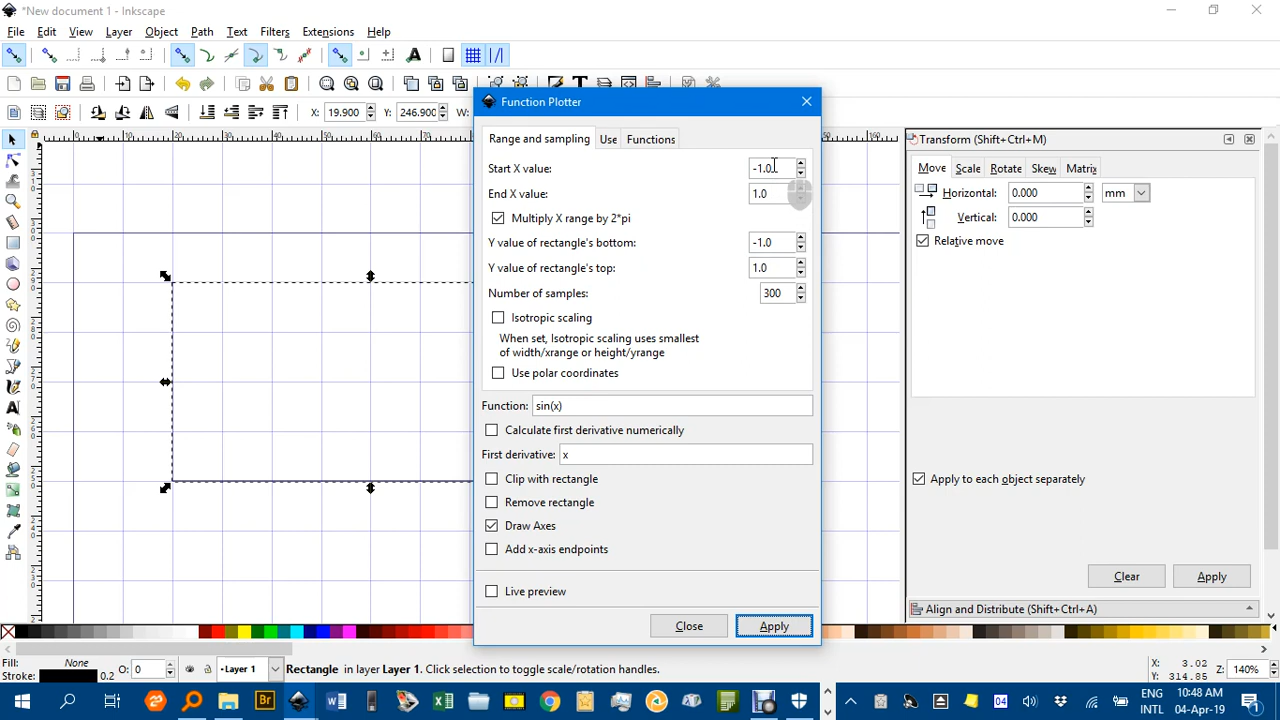 *New document 1 - Inkscape
File Edit View Layer Object Path Text Filters Extensions Help
X: 19.900 Y: 246.900 W:
Function Plotter
Range and sampling Use Functions
Start X value: -1.0
End X value: 1.0
Multiply X range by 2*pi
Y value of rectangle's bottom: -1.0
Y value of rectangle's top: 1.0
Number of samples: 300
Isotropic scaling
When set, Isotropic scaling uses smallest
of width/xrange or height/yrange
Use polar coordinates
Function: sin(x)
Calculate first derivative numerically
First derivative: x
Clip with rectangle
Remove rectangle
Draw Axes
Add x-axis endpoints
Live preview
Close Apply
Transform (Shift+Ctrl+M)
Move Scale Rotate Skew Matrix
Horizontal: 0.000 mm
Vertical: 0.000
Relative move
Apply to each object separately
Clear Apply
Align and Distribute (Shift+Ctrl+A)
Fill: None
Stroke: 0.2
O: 0
Layer 1
Rectangle in layer Layer 1. Click selection to toggle scale/rotation handles.
X: 3.02
Y: 314.85
Z: 140%
04
ENG
INTL
10:48 AM
04-Apr-19